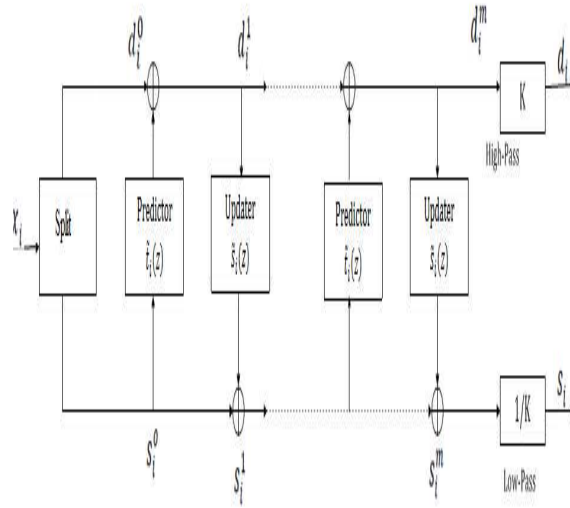 d_i^0
d_i^1
d_i^m
d_i
K
High-Pass
x_i
Split
Predictor
t̃_i(z)
Updater
s̃_i(z)
Predictor
t̃_i(z)
Updater
s̃_i(z)
1/K
s_i
s_i^0
s_i^1
s_i^m
Low-Pass